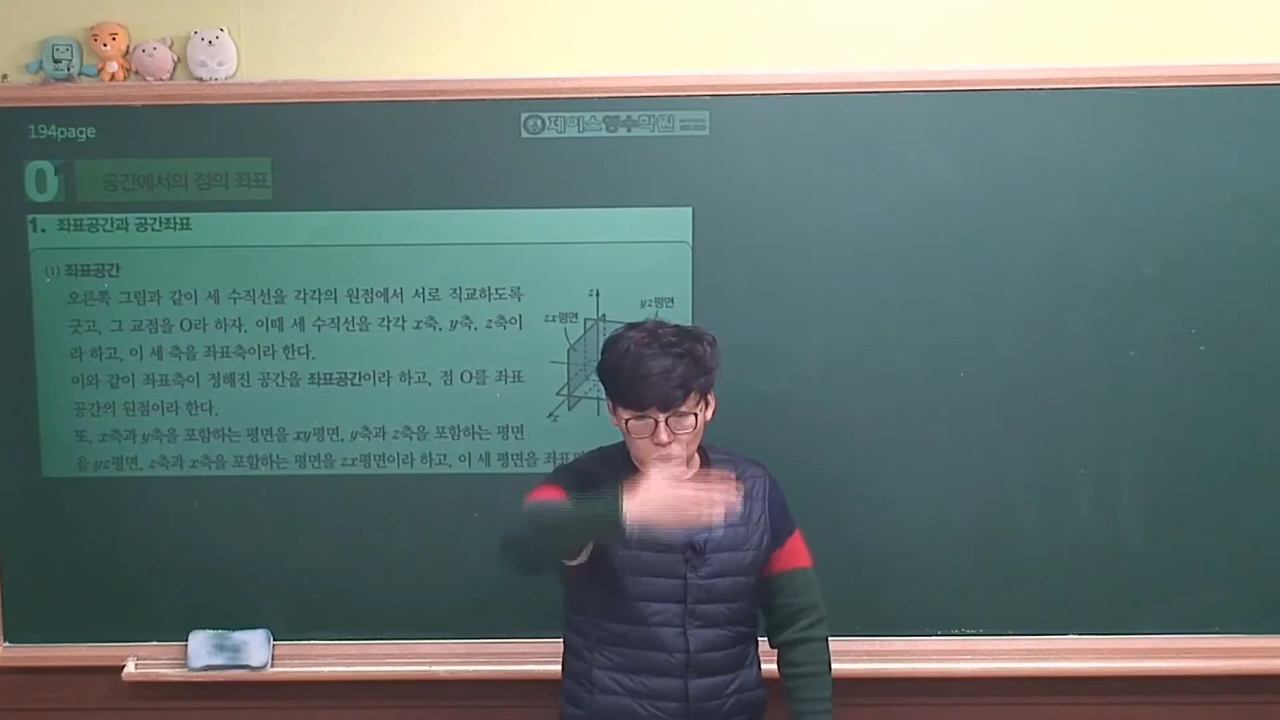 194page
제이스영수학원
01 공간에서의 점의 좌표
1. 좌표공간과 공간좌표
(1) 좌표공간
오른쪽 그림과 같이 세 수직선을 각각의 원점에서 서로 직교하도록
긋고, 그 교점을 O라 하자. 이때 세 수직선을 각각 x축, y축, z축이
라 하고, 이 세 축을 좌표축이라 한다.
이와 같이 좌표축이 정해진 공간을 좌표공간이라 하고, 점 O를 좌표
공간의 원점이라 한다.
또, x축과 y축을 포함하는 평면을 xy평면, y축과 z축을 포함하는 평면
을 yz평면, z축과 x축을 포함하는 평면을 zx평면이라 하고, 이 세 평면을
z
yz평면
zx평면
x